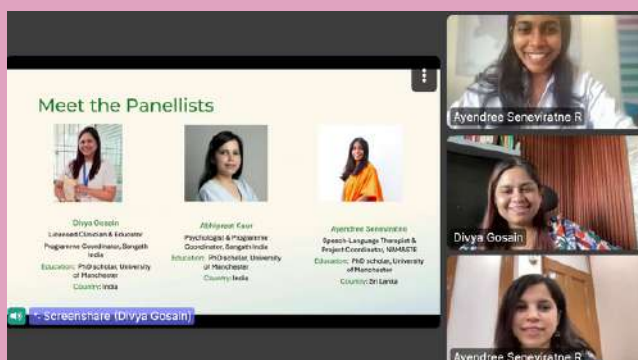 Meet the Panellists
Divya Gosain
Licensed Clinician & Educator
Programme Coordinator, Sangath
India
Education: PhD scholar, University
of Manchester
Country: India
Abhipreet Kaur
Psychologist & Programme
Coordinator, Sangath India
Education: PhD scholar, University
of Manchester
Country: India
Ayendree Seneviratne
Speech-Language Therapist &
Project Coordinator, NAMASTE
Education: PhD scholar, University
of Manchester
Country: Sri Lanka
Screenshare (Divya Gosain)
Ayendree Seneviratne R
Divya Gosain
Ayendree Seneviratne R